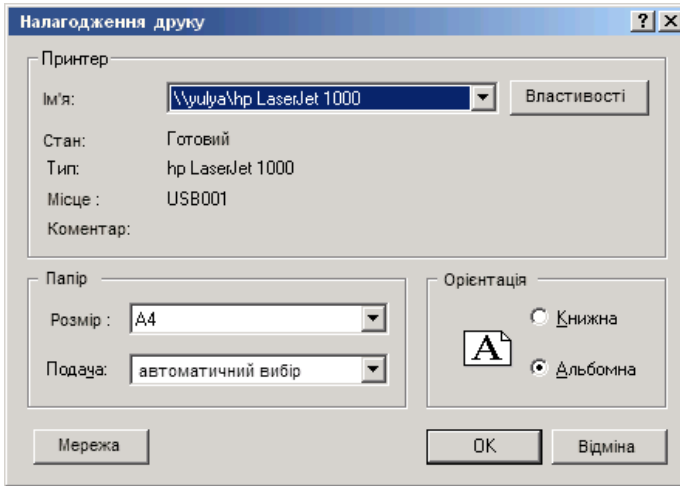 Налагодження друку
Принтер
Ім'я: \\yulya\hp LaserJet 1000 Властивості
Стан: Готовий
Тип: hp LaserJet 1000
Місце : USB001
Коментар:
Папір
Розмір : A4
Подача: автоматичний вибір
Орієнтація
A
Книжна
Альбомна
Мережа
OK
Відміна